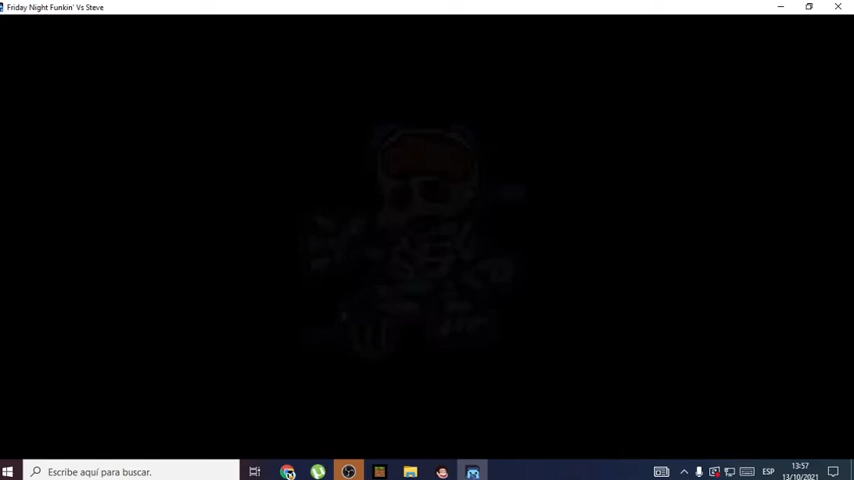 Friday Night Funkin' Vs Steve
Escribe aquí para buscar.
ESP
13:57
13/10/2021